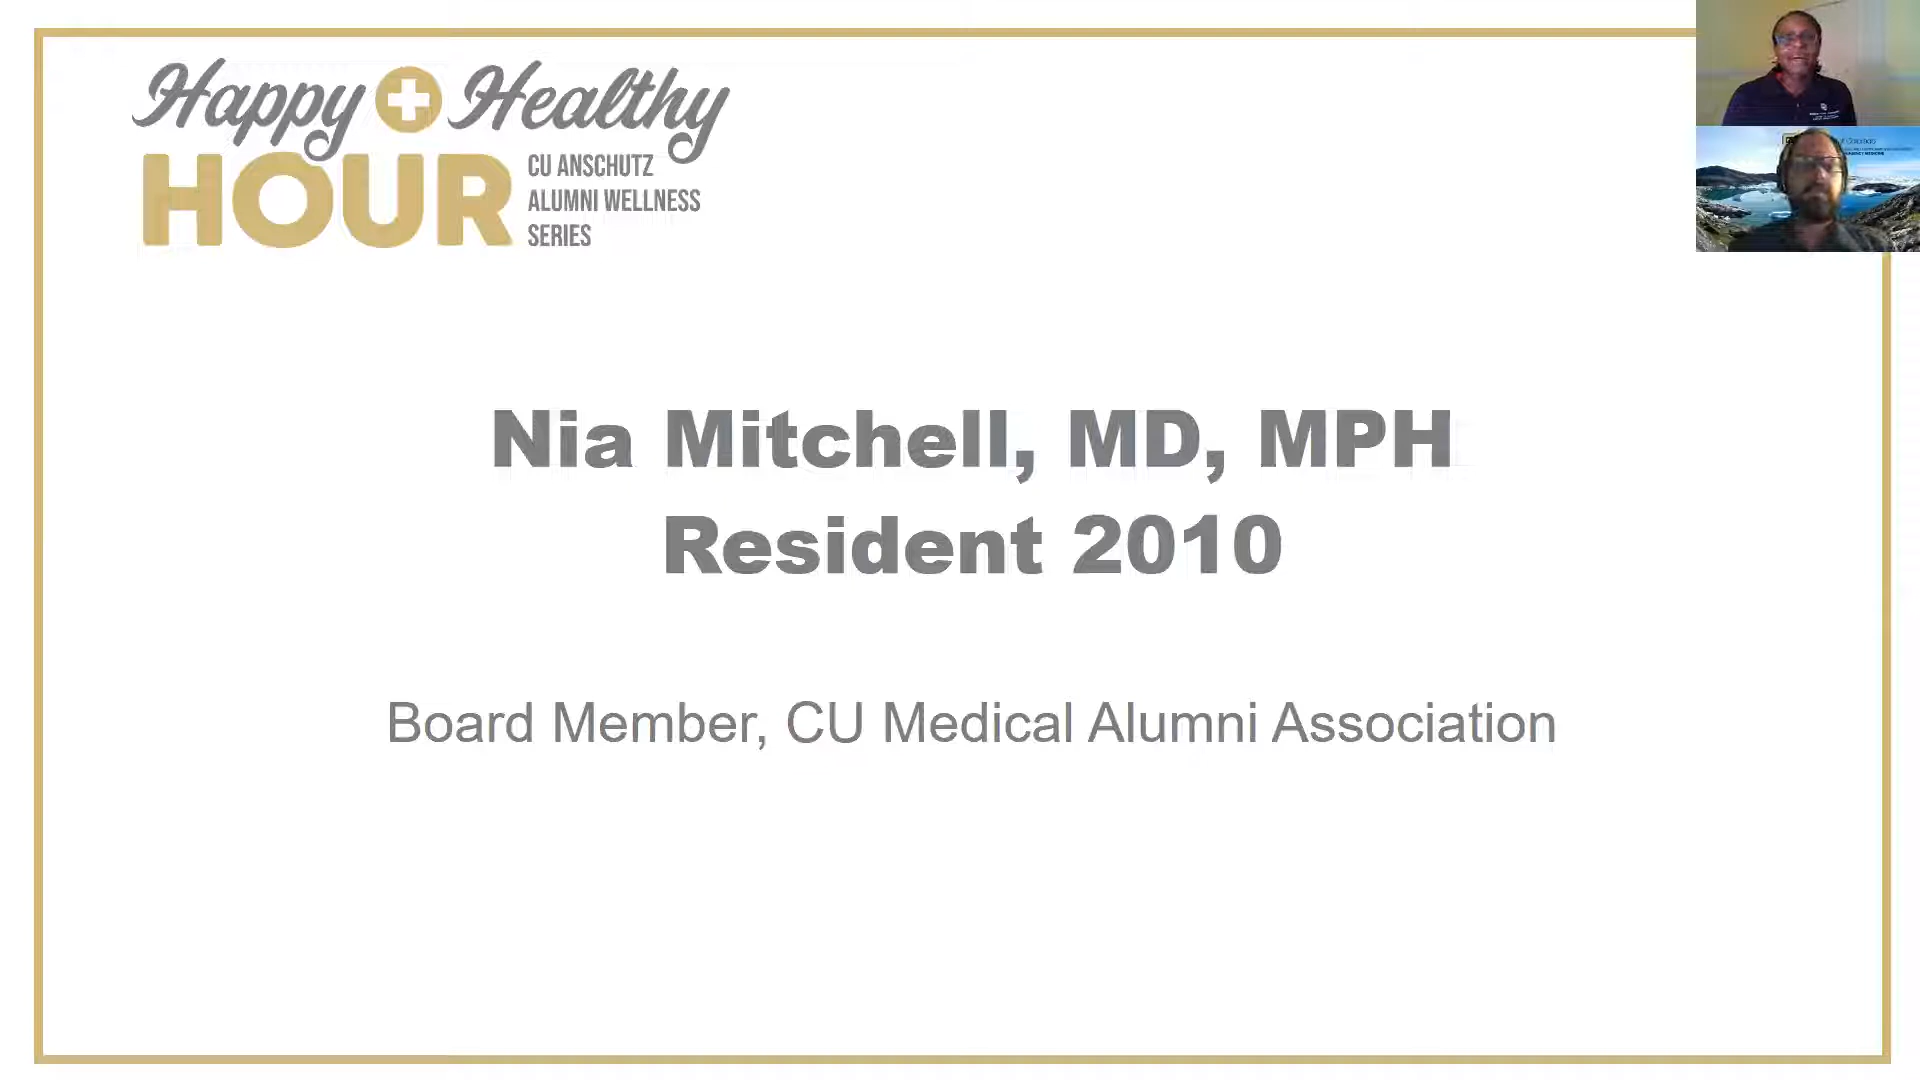 Happy + Healthy
HOUR
CU ANSCHUTZ
ALUMNI WELLNESS
SERIES
Nia Mitchell, MD, MPH
Resident 2010
Board Member, CU Medical Alumni Association